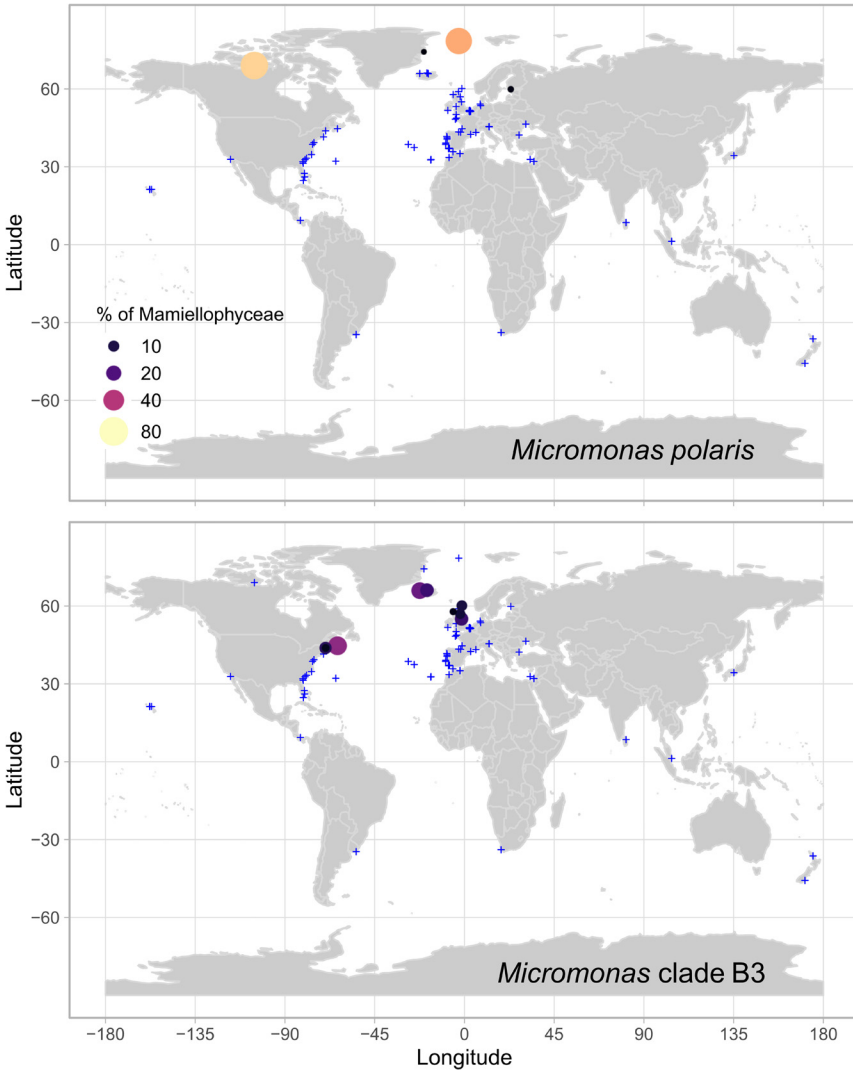 60
30
0
−30
−60
Latitude
% of Mamiellophyceae
10
20
40
80
Micromonas polaris
60
30
0
−30
−60
Latitude
Micromonas clade B3
−180 −135 −90 −45 0 45 90 135 180
Longitude